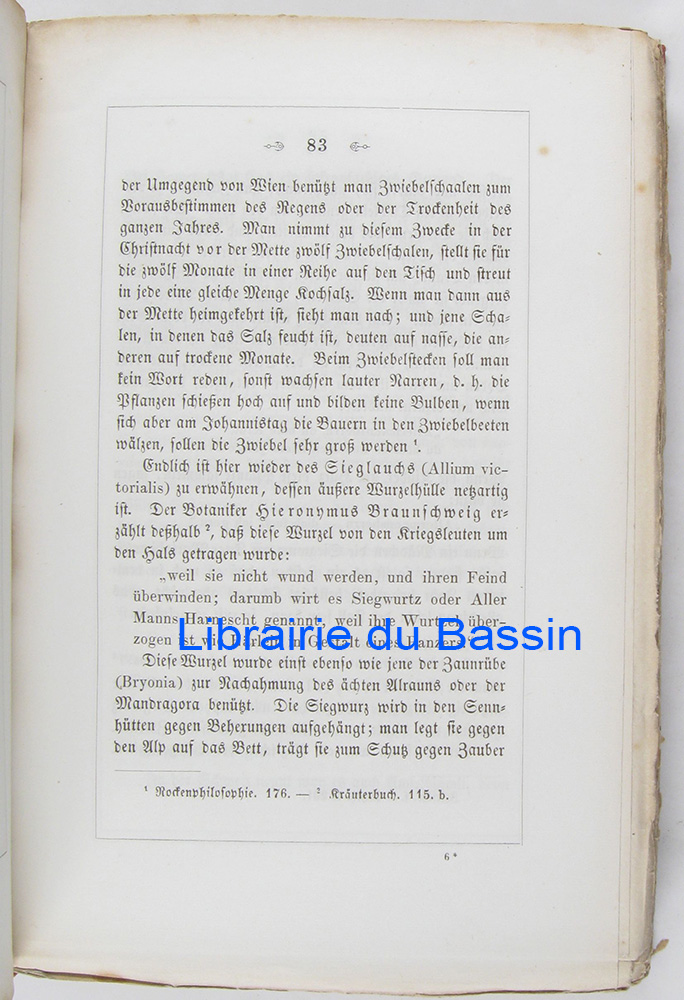 83
der Umgegend von Wien benützt man Zwiebelschaalen zum
Vorausbestimmen des Regens oder der Trockenheit des
ganzen Jahres. Man nimmt zu diesem Zwecke in der
Christnacht vor der Mette zwölf Zwiebelschalen, stellt sie für
die zwölf Monate in einer Reihe auf den Tisch und streut
in jede eine gleiche Menge Kochsalz. Wenn man dann aus
der Mette heimgekehrt ist, sieht man nach; und jene Scha-
len, in denen das Salz feucht ist, deuten auf nasse, die an-
deren auf trockene Monate. Beim Zwiebelstecken soll man
kein Wort reden, sonst wachsen lauter Narren, d. h. die
Pflanzen schießen hoch auf und bilden keine Bulben, wenn
sich aber am Johannistag die Bauern in den Zwiebelbeeten
wälzen, sollen die Zwiebel sehr groß werden ¹.
Endlich ist hier wieder des Sieglauchs (Allium vic-
torialis) zu erwähnen, dessen äußere Wurzelhülle netzartig
ist. Der Botaniker Hieronymus Braunschweig er-
zählt deßhalb ², daß diese Wurzel von den Kriegsleuten um
den Hals getragen wurde:
„weil sie nicht wund werden, und ihren Feind
überwinden; darumb wirt es Siegwurtz oder Aller
Manns Harnescht genannt, weil ihre Wurtzel über-
zogen ist wie in Gestalt eines Panzers
Librairie du Bassin
Diese Wurzel wurde einst ebenso wie jene der Zaunrübe
(Bryonia) zur Nachahmung des ächten Alrauns oder der
Mandragora benützt. Die Siegwurz wird in den Senn-
hütten gegen Behexungen aufgehängt; man legt sie gegen
den Alp auf das Bett, trägt sie zum Schutz gegen Zauber
¹ Rockenphilosophie. 176. — ² Kräuterbuch. 115. b.
6*